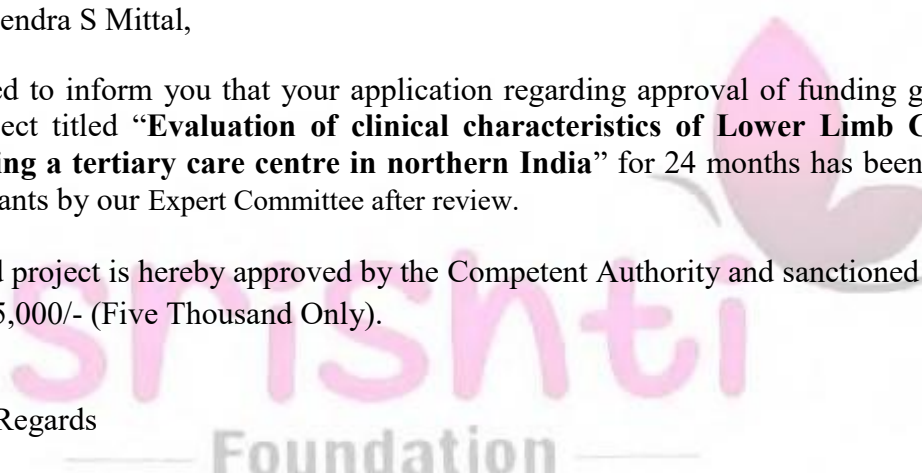 endra S Mittal,
ed to inform you that your application regarding approval of funding g
ject titled “Evaluation of clinical characteristics of Lower Limb C
ing a tertiary care centre in northern India” for 24 months has been
ants by our Expert Committee after review.
d project is hereby approved by the Competent Authority and sanctioned
5,000/- (Five Thousand Only).
srishti
Regards
Foundation